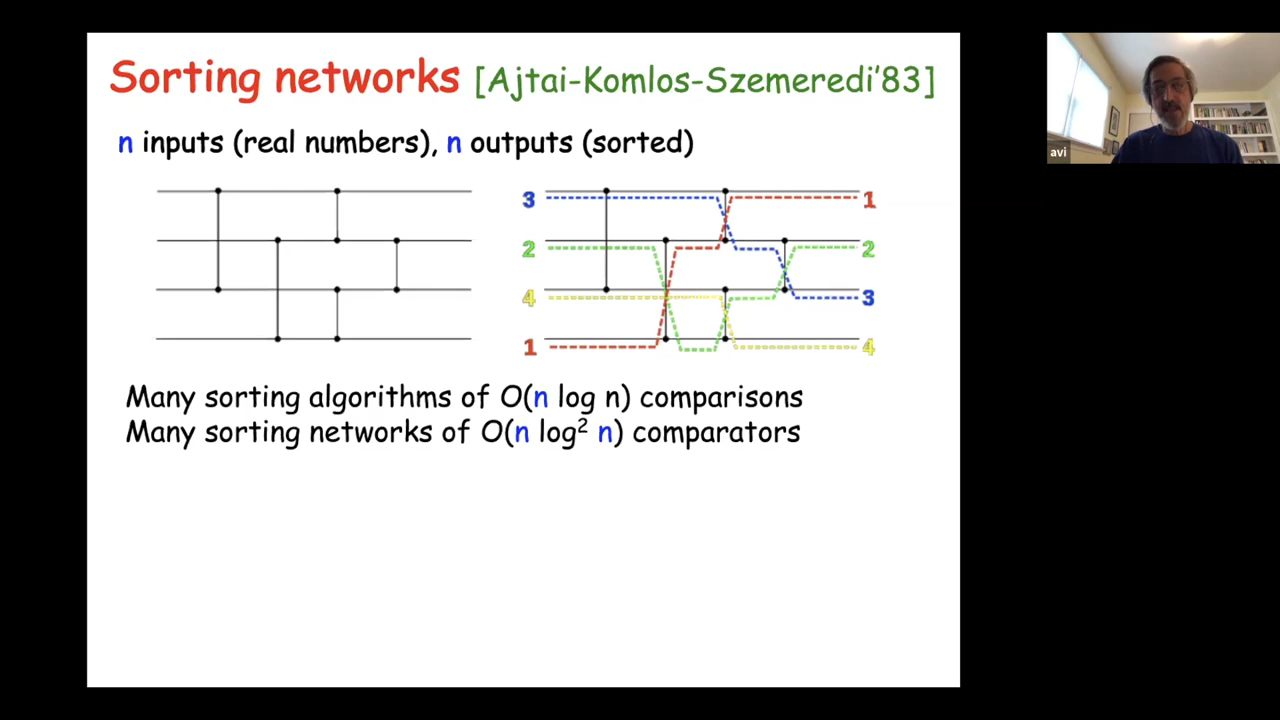 Sorting networks [Ajtai-Komlos-Szemeredi'83]
n inputs (real numbers), n outputs (sorted)
3 1
2 2
4 3
1 4
Many sorting algorithms of O(n log n) comparisons
Many sorting networks of O(n log² n) comparators
avi